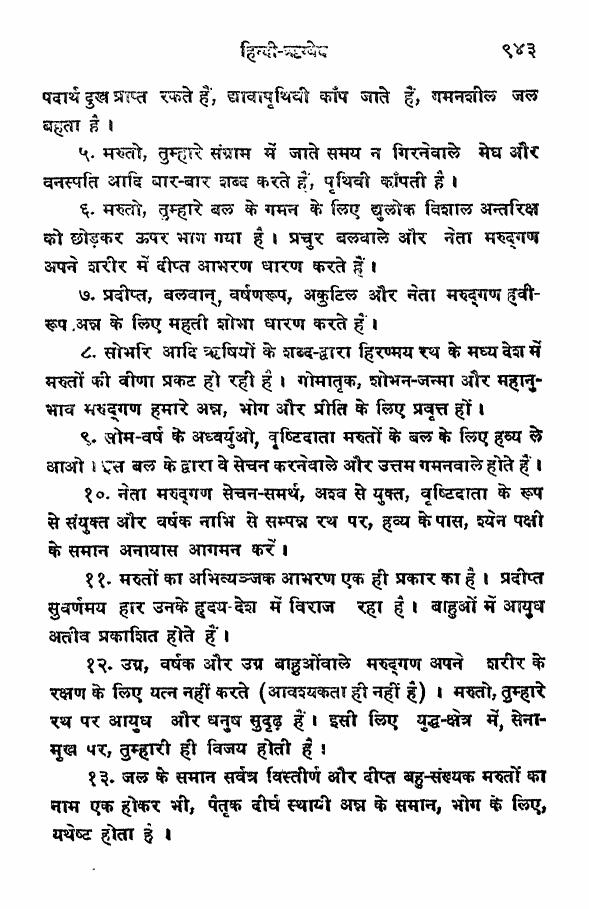 हिन्दी-ऋग्वेद ९४३
पदार्थ दुख प्राप्त रफते हैं, द्यावापृथिवी काँप जाते हैं, गमनशील जल
बहता है ।
५. मरुतो, तुम्हारे संग्राम में जाते समय न गिरनेवाले मेघ और
वनस्पति आदि बार-बार शब्द करते हैं, पृथिवी काँपती है ।
६. मरुतो, तुम्हारे बल के गमन के लिए द्युलोक विशाल अन्तरिक्ष
को छोड़कर ऊपर भाग गया है । प्रचुर बलवाले और नेता मरुद्गण
अपने शरीर में दीप्त आभरण धारण करते हैं ।
७. प्रदीप्त, बलवान्, वर्षणरूप, अकुटिल और नेता मरुद्गण हवी-
रूप अन्न के लिए महती शोभा धारण करते हैं ।
८. सोभरि आदि ऋषियों के शब्द-द्वारा हिरण्मय रथ के मध्य देश में
मरुतों की वीणा प्रकट हो रही है । गोमातृक, शोभन-जन्मा और महानु-
भाव मरुद्गण हमारे अन्न, भोग और प्रीति के लिए प्रवृत्त हों ।
९. सोम-वर्ष के अध्वर्युओ, वृष्टिदाता मरुतों के बल के लिए हव्य ले
आओ । इस बल के द्वारा वे सेचन करनेवाले और उत्तम गमनवाले होते हैं ।
१०. नेता मरुद्गण सेचन-समर्थ, अश्व से युक्त, वृष्टिदाता के रूप
से संयुक्त और वर्षक नाभि से सम्पन्न रथ पर, हव्य के पास, श्येन पक्षी
के समान अनायास आगमन करें ।
११. मरुतों का अभिव्यञ्जक आभरण एक ही प्रकार का है । प्रदीप्त
सुवर्णमय हार उनके हृदय-देश में विराज रहा है । बाहुओं में आयुध
अतीव प्रकाशित होते हैं ।
१२. उग्र, वर्षक और उग्र बाहुओंवाले मरुद्गण अपने शरीर के
रक्षण के लिए यत्न नहीं करते (आवश्यकता ही नहीं है) । मरुतो, तुम्हारे
रथ पर आयुध और धनुष सुदृढ़ हैं । इसी लिए युद्ध-क्षेत्र में, सेना-
मुख पर, तुम्हारी ही विजय होती है ।
१३. जल के समान सर्वत्र विस्तीर्ण और दीप्त बहु-संख्यक मरुतों का
नाम एक होकर भी, पैतृक दीर्घ स्थायी अन्न के समान, भोग के लिए,
यथेष्ट होता है ।